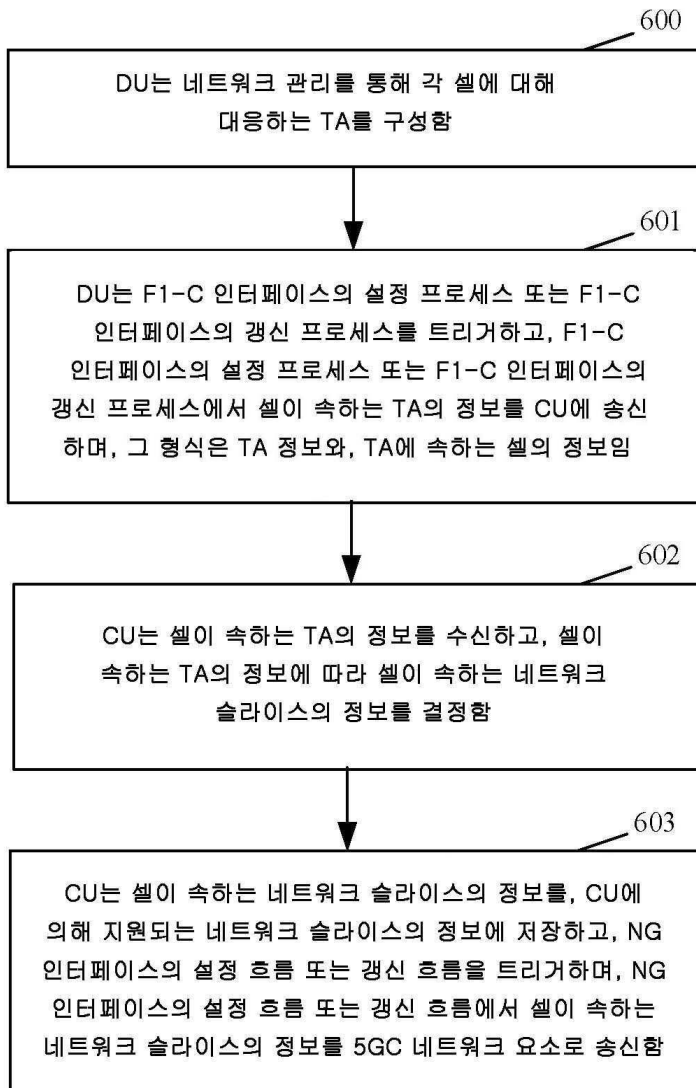 600
DU는 네트워크 관리를 통해 각 셀에 대해
대응하는 TA를 구성함
601
DU는 F1-C 인터페이스의 설정 프로세스 또는 F1-C
인터페이스의 갱신 프로세스를 트리거하고, F1-C
인터페이스의 설정 프로세스 또는 F1-C 인터페이스의
갱신 프로세스에서 셀이 속하는 TA의 정보를 CU에 송신
하며, 그 형식은 TA 정보와, TA에 속하는 셀의 정보임
602
CU는 셀이 속하는 TA의 정보를 수신하고, 셀이
속하는 TA의 정보에 따라 셀이 속하는 네트워크
슬라이스의 정보를 결정함
603
CU는 셀이 속하는 네트워크 슬라이스의 정보를, CU에
의해 지원되는 네트워크 슬라이스의 정보에 저장하고, NG
인터페이스의 설정 흐름 또는 갱신 흐름을 트리거하며, NG
인터페이스의 설정 흐름 또는 갱신 흐름에서 셀이 속하는
네트워크 슬라이스의 정보를 5GC 네트워크 요소로 송신함